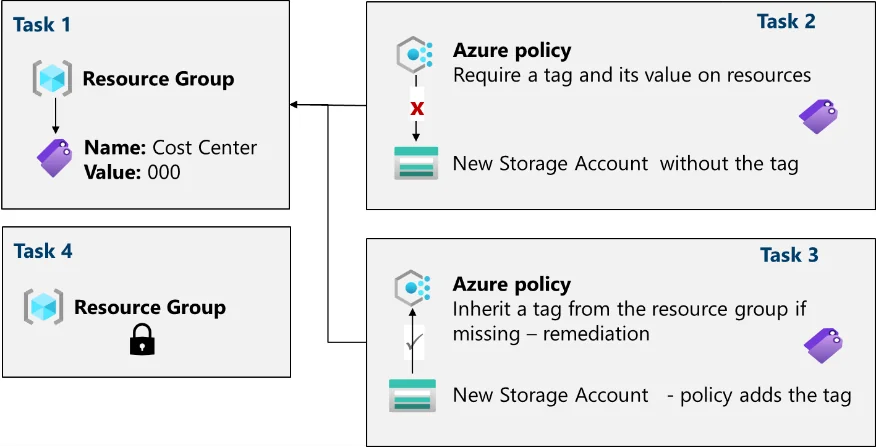 Task 1
Resource Group
Name: Cost Center
Value: 000
Task 2
Azure policy
Require a tag and its value on resources
x
New Storage Account without the tag
Task 4
Resource Group
Task 3
Azure policy
Inherit a tag from the resource group if
missing – remediation
New Storage Account - policy adds the tag